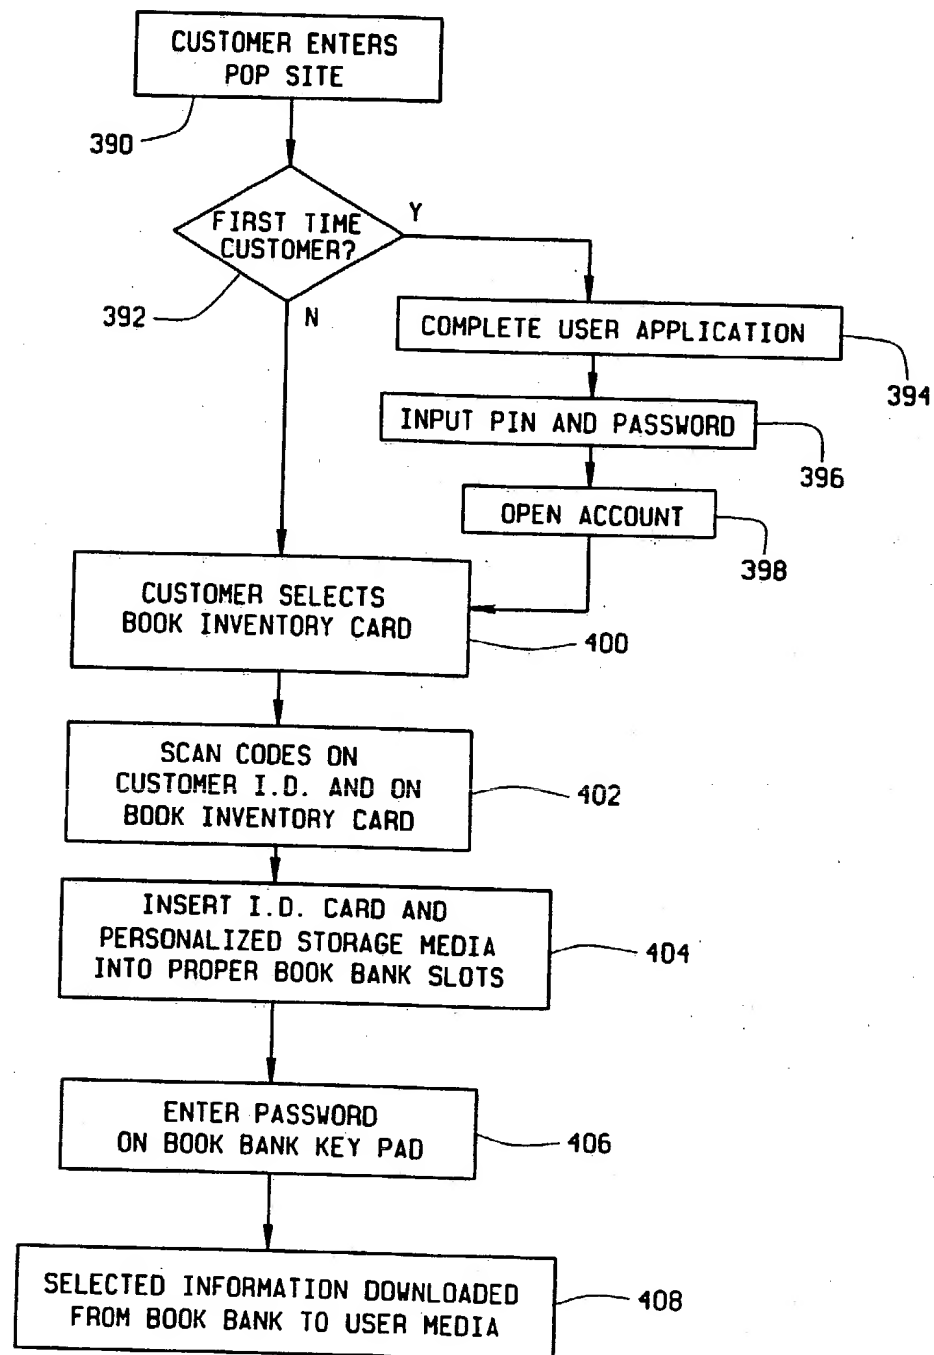 CUSTOMER ENTERS
POP SITE
390
FIRST TIME
CUSTOMER?
Y
392
N
COMPLETE USER APPLICATION
394
INPUT PIN AND PASSWORD
396
OPEN ACCOUNT
398
CUSTOMER SELECTS
BOOK INVENTORY CARD
400
SCAN CODES ON
CUSTOMER I.D. AND ON
BOOK INVENTORY CARD
402
INSERT I.D. CARD AND
PERSONALIZED STORAGE MEDIA
INTO PROPER BOOK BANK SLOTS
404
ENTER PASSWORD
ON BOOK BANK KEY PAD
406
SELECTED INFORMATION DOWNLOADED
FROM BOOK BANK TO USER MEDIA
408